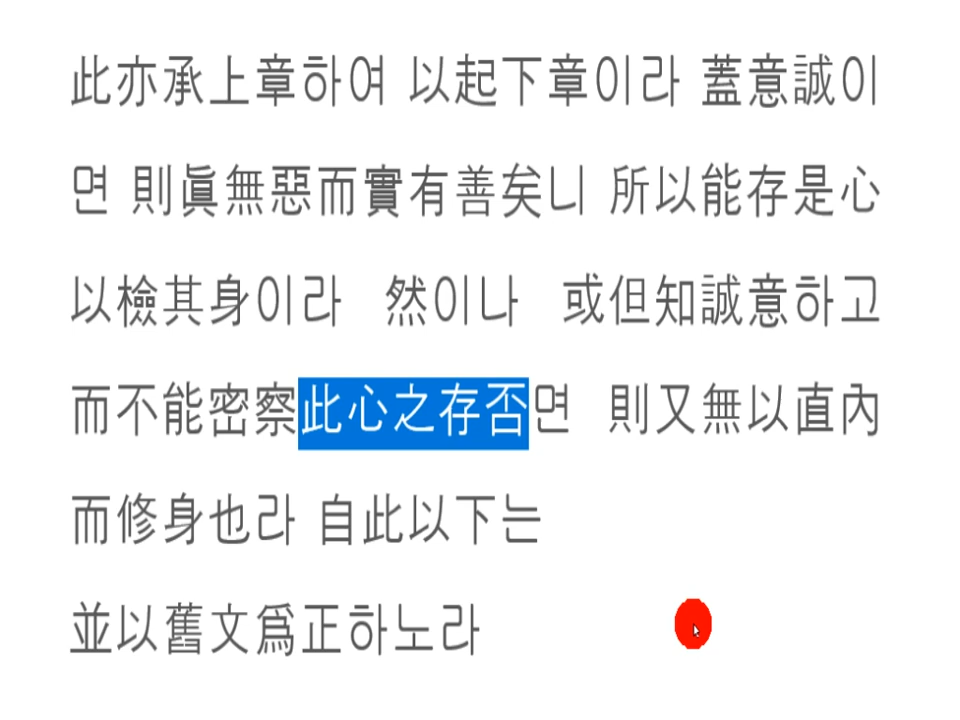 此亦承上章하여 以起下章이라 蓋意誠이
면 則眞無惡而實有善矣니 所以能存是心
以檢其身이라 然이나 或但知誠意하고
而不能密察此心之存否면 則又無以直內
而修身也라 自此以下는
並以舊文爲正하노라